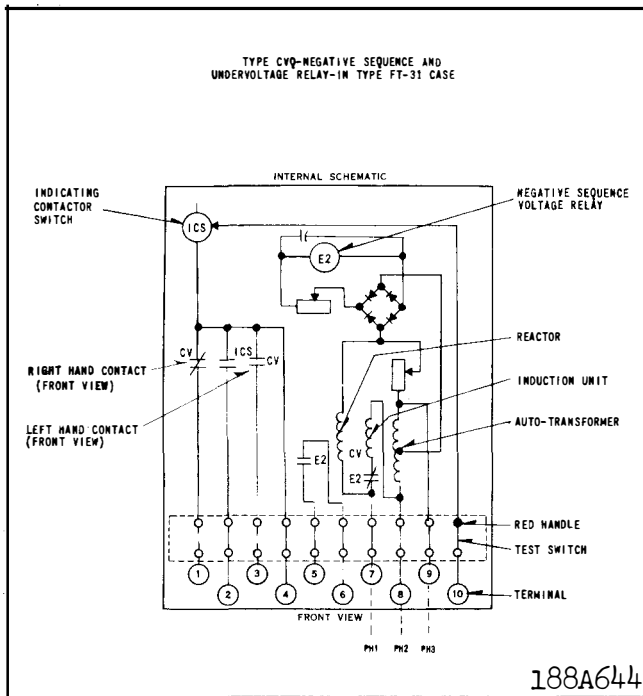 TYPE CVQ-NEGATIVE SEQUENCE AND
UNDERVOLTAGE RELAY-IN TYPE FT-31 CASE
INTERNAL SCHEMATIC
INDICATING
CONTACTOR
SWITCH
NEGATIVE SEQUENCE
VOLTAGE RELAY
ICS
E2
REACTOR
CV
ICS
CV
RIGHT HAND CONTACT
(FRONT VIEW)
INDUCTION UNIT
LEFT HAND CONTACT
(FRONT VIEW)
AUTO-TRANSFORMER
CV
E2
E2
RED HANDLE
TEST SWITCH
1
3
5
7
9
2
4
6
8
10
TERMINAL
FRONT VIEW
PH1
PH2
PH3
188A644